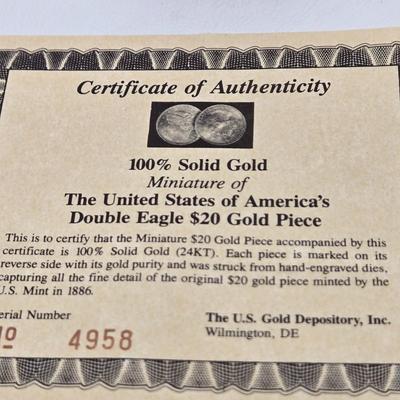 Certificate of Authenticity
100% Solid Gold
Miniature of
The United States of America's
Double Eagle $20 Gold Piece
This is to certify that the Miniature $20 Gold Piece accompanied by this
certificate is 100% Solid Gold (24KT). Each piece is marked on its
reverse side with its gold purity and was struck from hand-engraved dies,
capturing all the fine detail of the original $20 gold piece minted by the
U.S. Mint in 1886.
erial Number
The U.S. Gold Depository, Inc.
Nº 4958
Wilmington, DE